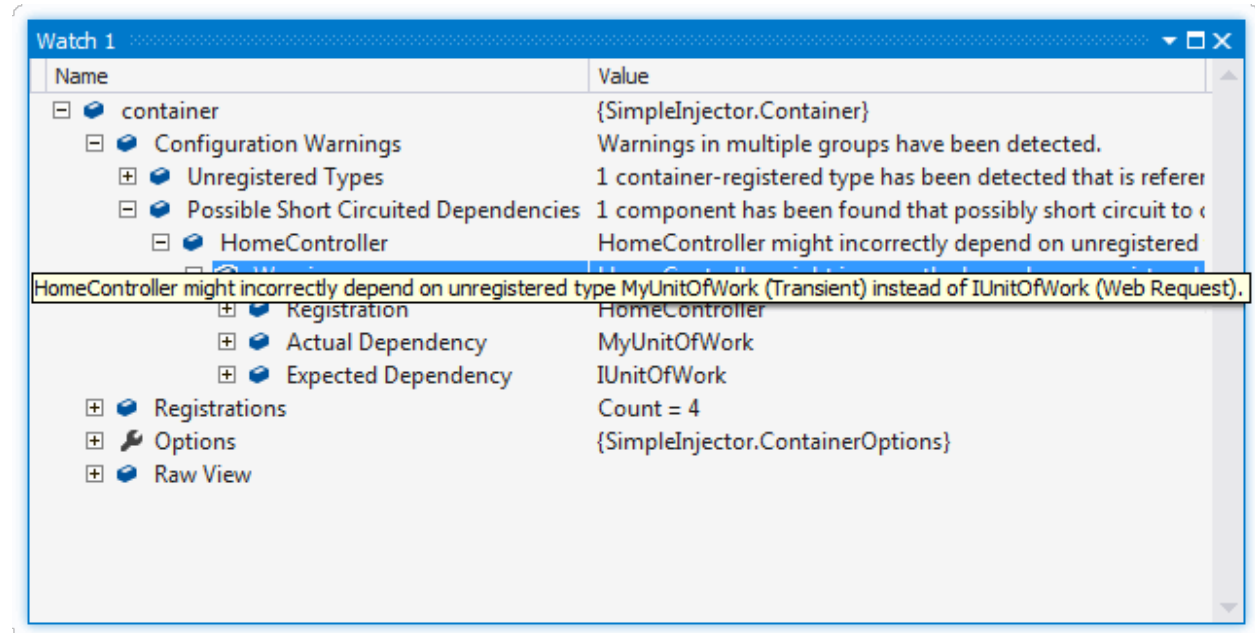 Watch 1
Name Value
container {SimpleInjector.Container}
Configuration Warnings Warnings in multiple groups have been detected.
Unregistered Types 1 container-registered type has been detected that is
Possible Short Circuited Dependencies 1 component has been found that possibly short circuit to
HomeController HomeController might incorrectly depend on unregistered
HomeController might incorrectly depend on unregistered type MyUnitOfWork (Transient) instead of IUnitOfWork (Web Request).
Registration HomeController
Actual Dependency MyUnitOfWork
Expected Dependency IUnitOfWork
Registrations Count = 4
Options {SimpleInjector.ContainerOptions}
Raw View